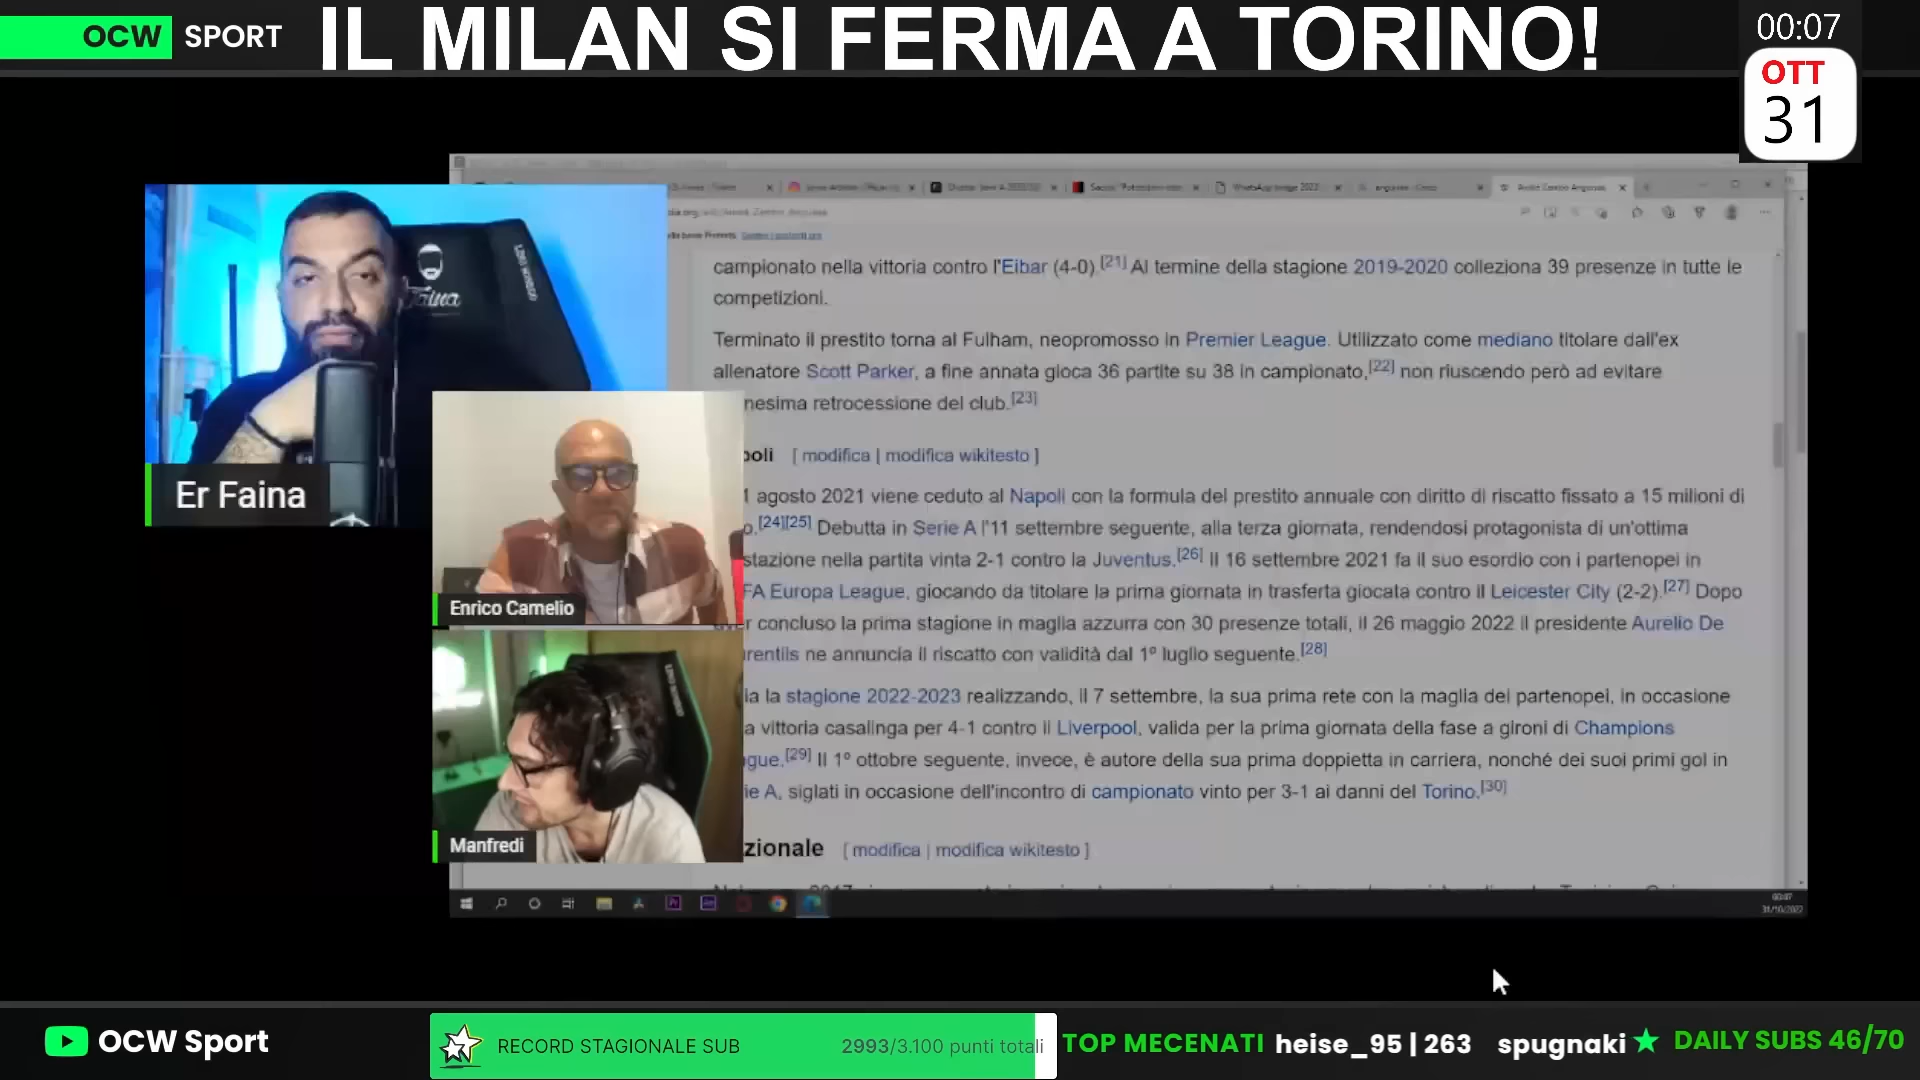 OCW SPORT
IL MILAN SI FERMA A TORINO!
00:07
OTT
31
campionato nella vittoria contro l'Eibar (4-0).[21] Al termine della stagione 2019-2020 colleziona 39 presenze in tutte le
competizioni.
Terminato il prestito torna al Fulham, neopromosso in Premier League. Utilizzato come mediano titolare dall'ex
allenatore Scott Parker, a fine annata gioca 36 partite su 38 in campionato,[22] non riuscendo però ad evitare
nesima retrocessione del club.[23]
poli [ modifica | modifica wikitesto ]
1 agosto 2021 viene ceduto al Napoli con la formula del prestito annuale con diritto di riscatto fissato a 15 milioni di
o.[24][25] Debutta in Serie A l'11 settembre seguente, alla terza giornata, rendendosi protagonista di un'ottima
stazione nella partita vinta 2-1 contro la Juventus.[26] Il 16 settembre 2021 fa il suo esordio con i partenopei in
FA Europa League, giocando da titolare la prima giornata in trasferta giocata contro il Leicester City (2-2).[27] Dopo
er concluso la prima stagione in maglia azzurra con 30 presenze totali, il 26 maggio 2022 il presidente Aurelio De
rentiis ne annuncia il riscatto con validità dal 1º luglio seguente.[28]
ia la stagione 2022-2023 realizzando, il 7 settembre, la sua prima rete con la maglia dei partenopei, in occasione
a vittoria casalinga per 4-1 contro il Liverpool, valida per la prima giornata della fase a gironi di Champions
gue.[29] Il 1º ottobre seguente, invece, è autore della sua prima doppietta in carriera, nonché dei suoi primi gol in
ie A, siglati in occasione dell'incontro di campionato vinto per 3-1 ai danni del Torino.[30]
zionale [ modifica | modifica wikitesto ]
Faina
Er Faina
Enrico Camelio
Manfredi
00:07
31/10/2022
OCW Sport
RECORD STAGIONALE SUB 2993/3.100 punti totali
TOP MECENATI heise_95 | 263 spugnaki
DAILY SUBS 46/70